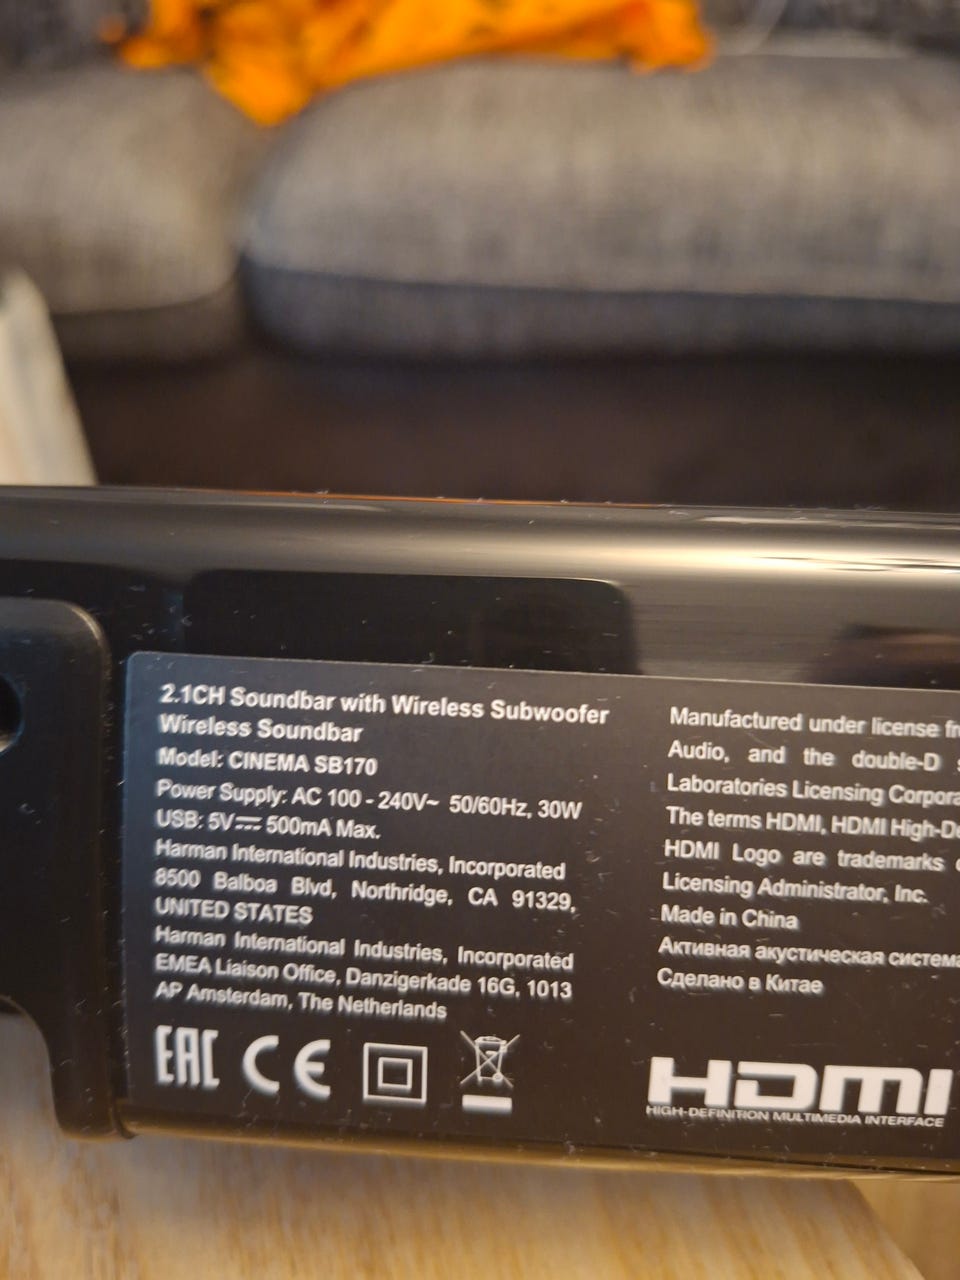 2.1CH Soundbar with Wireless Subwoofer
Wireless Soundbar
Model: CINEMA SB170
Power Supply: AC 100 - 240V~ 50/60Hz, 30W
USB: 5V⎓ 500mA Max.
Harman International Industries, Incorporated
8500 Balboa Blvd, Northridge, CA 91329,
UNITED STATES
Harman International Industries, Incorporated
EMEA Liaison Office, Danzigerkade 16G, 1013
AP Amsterdam, The Netherlands
EAC CE
Manufactured under license
Audio, and the double-D
Laboratories Licensing
The terms HDMI, HDMI
HDMI Logo are trademarks
Licensing Administrator, Inc.
Made in China
Активная акустическая система
Сделано в Китае
HDMI
HIGH-DEFINITION MULTIMEDIA INTERFACE